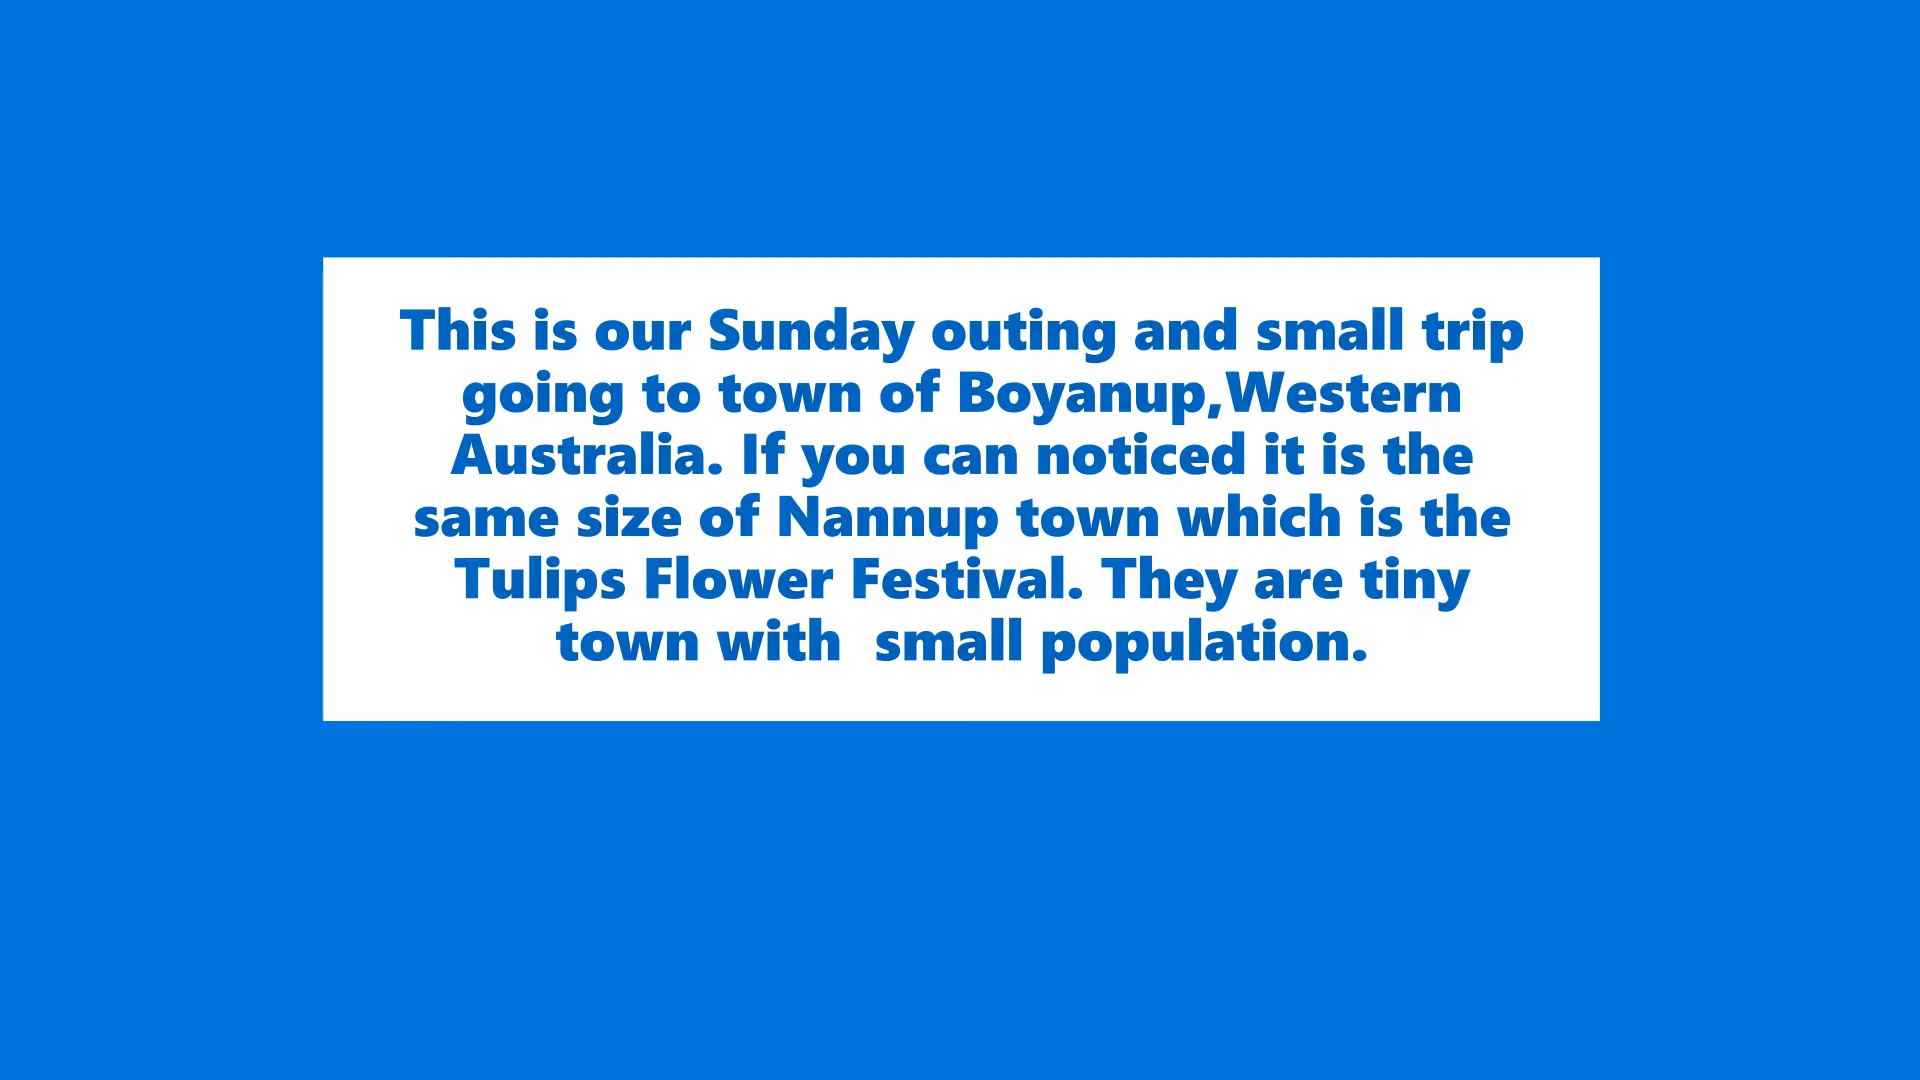 This is our Sunday outing and small trip
going to town of Boyanup,Western
Australia. If you can noticed it is the
same size of Nannup town which is the
Tulips Flower Festival. They are tiny
town with  small population.